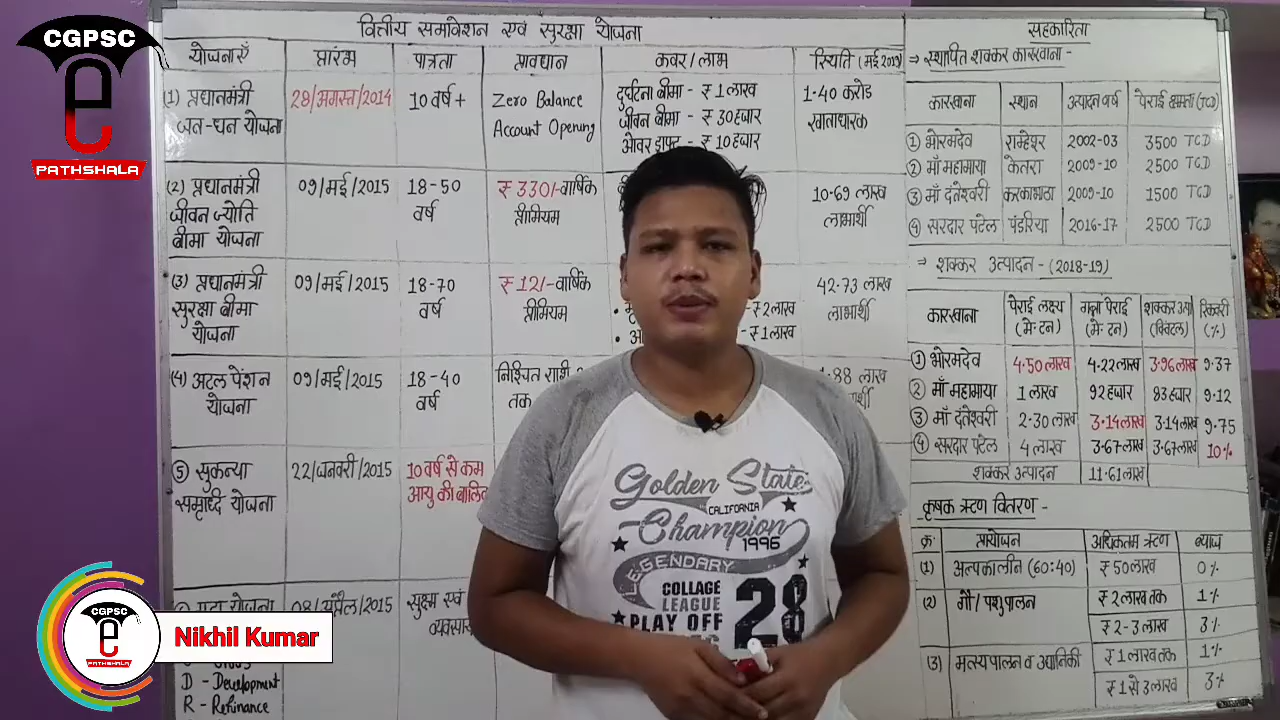 CGPSC
e
PATHSHALA
वित्तीय समावेशन एवं सुरक्षा योजना
योजनाएँ प्रारंभ पात्रता प्रावधान कवर/लाभ स्थिति (मई 2019)
(1) प्रधानमंत्री जन-धन योजना 28/अगस्त/2014 10 वर्ष + Zero Balance Account Opening
दुर्घटना बीमा - ₹ 1 लाख
जीवन बीमा - ₹ 30 हजार
ओवर ड्राफ्ट - ₹ 10 हजार
1.40 करोड खाताधारक
(2) प्रधानमंत्री जीवन ज्योति बीमा योजना 09/मई/2015 18-50 वर्ष ₹ 330/-वार्षिक प्रीमियम
10.69 लाख लाभार्थी
(3) प्रधानमंत्री सुरक्षा बीमा योजना 09/मई/2015 18-70 वर्ष ₹ 12/-वार्षिक प्रीमियम
- ₹ 2 लाख
- ₹ 1 लाख
42.73 लाख लाभार्थी
(4) अटल पेंशन योजना 09/मई/2015 18-40 वर्ष निश्चित राशी
तक
.88 लाख
(5) सुकन्या समृद्धि योजना 22/जनवरी/2015 10 वर्ष से कम आयु की
योजना 08/अप्रैल/2015 सुक्ष्म एवं
D - Development
R - Refinance
सहकारिता
→ स्थापित शक्कर कारखाना -
कारखाना स्थान उत्पादन वर्ष पेराई क्षमता (TCD)
① भोरमदेव राम्हेपुर 2002-03 3500 TCD
② माँ महामाया केतरा 2009-10 2500 TCD
③ माँ दंतेश्वरी करकाभाठा 2009-10 1500 TCD
④ सरदार पटेल पंडरिया 2016-17 2500 TCD
→ शक्कर उत्पादन - (2018-19)
कारखाना पेराई लक्ष्य (मे. टन) गन्ना पेराई (मे. टन) शक्कर उत्पा (क्विंटल) रिकवरी (%)
① भोरमदेव 4.50 लाख 4.22 लाख 3.96 लाख 9.37
② माँ महामाया 1 लाख 92 हजार 83 हजार 9.12
③ माँ दंतेश्वरी 2.30 लाख 3.14 लाख 3.14 लाख 9.75
④ सरदार पटेल 4 लाख 3.67 लाख 3.67 लाख 10%
शक्कर उत्पादन 11.61 लाख
कृषक ऋण वितरण -
क्र प्रायोजन अधिकतम ऋण ब्याज
(1) अल्पकालीन (60:40) ₹ 50 लाख 0%
(2) गौ/पशुपालन ₹ 2 लाख तक 1%
₹ 2-3 लाख 3%
(3) मत्स्यपालन व उद्यानिकी ₹ 1 लाख तक 1%
₹ 1 से 3 लाख 3%
Golden State
CALIFORNIA
Champion
1996
LEGENDARY
COLLAGE
LEAGUE
PLAY OFF
28
CGPSC
e
PATHSHALA
Nikhil Kumar